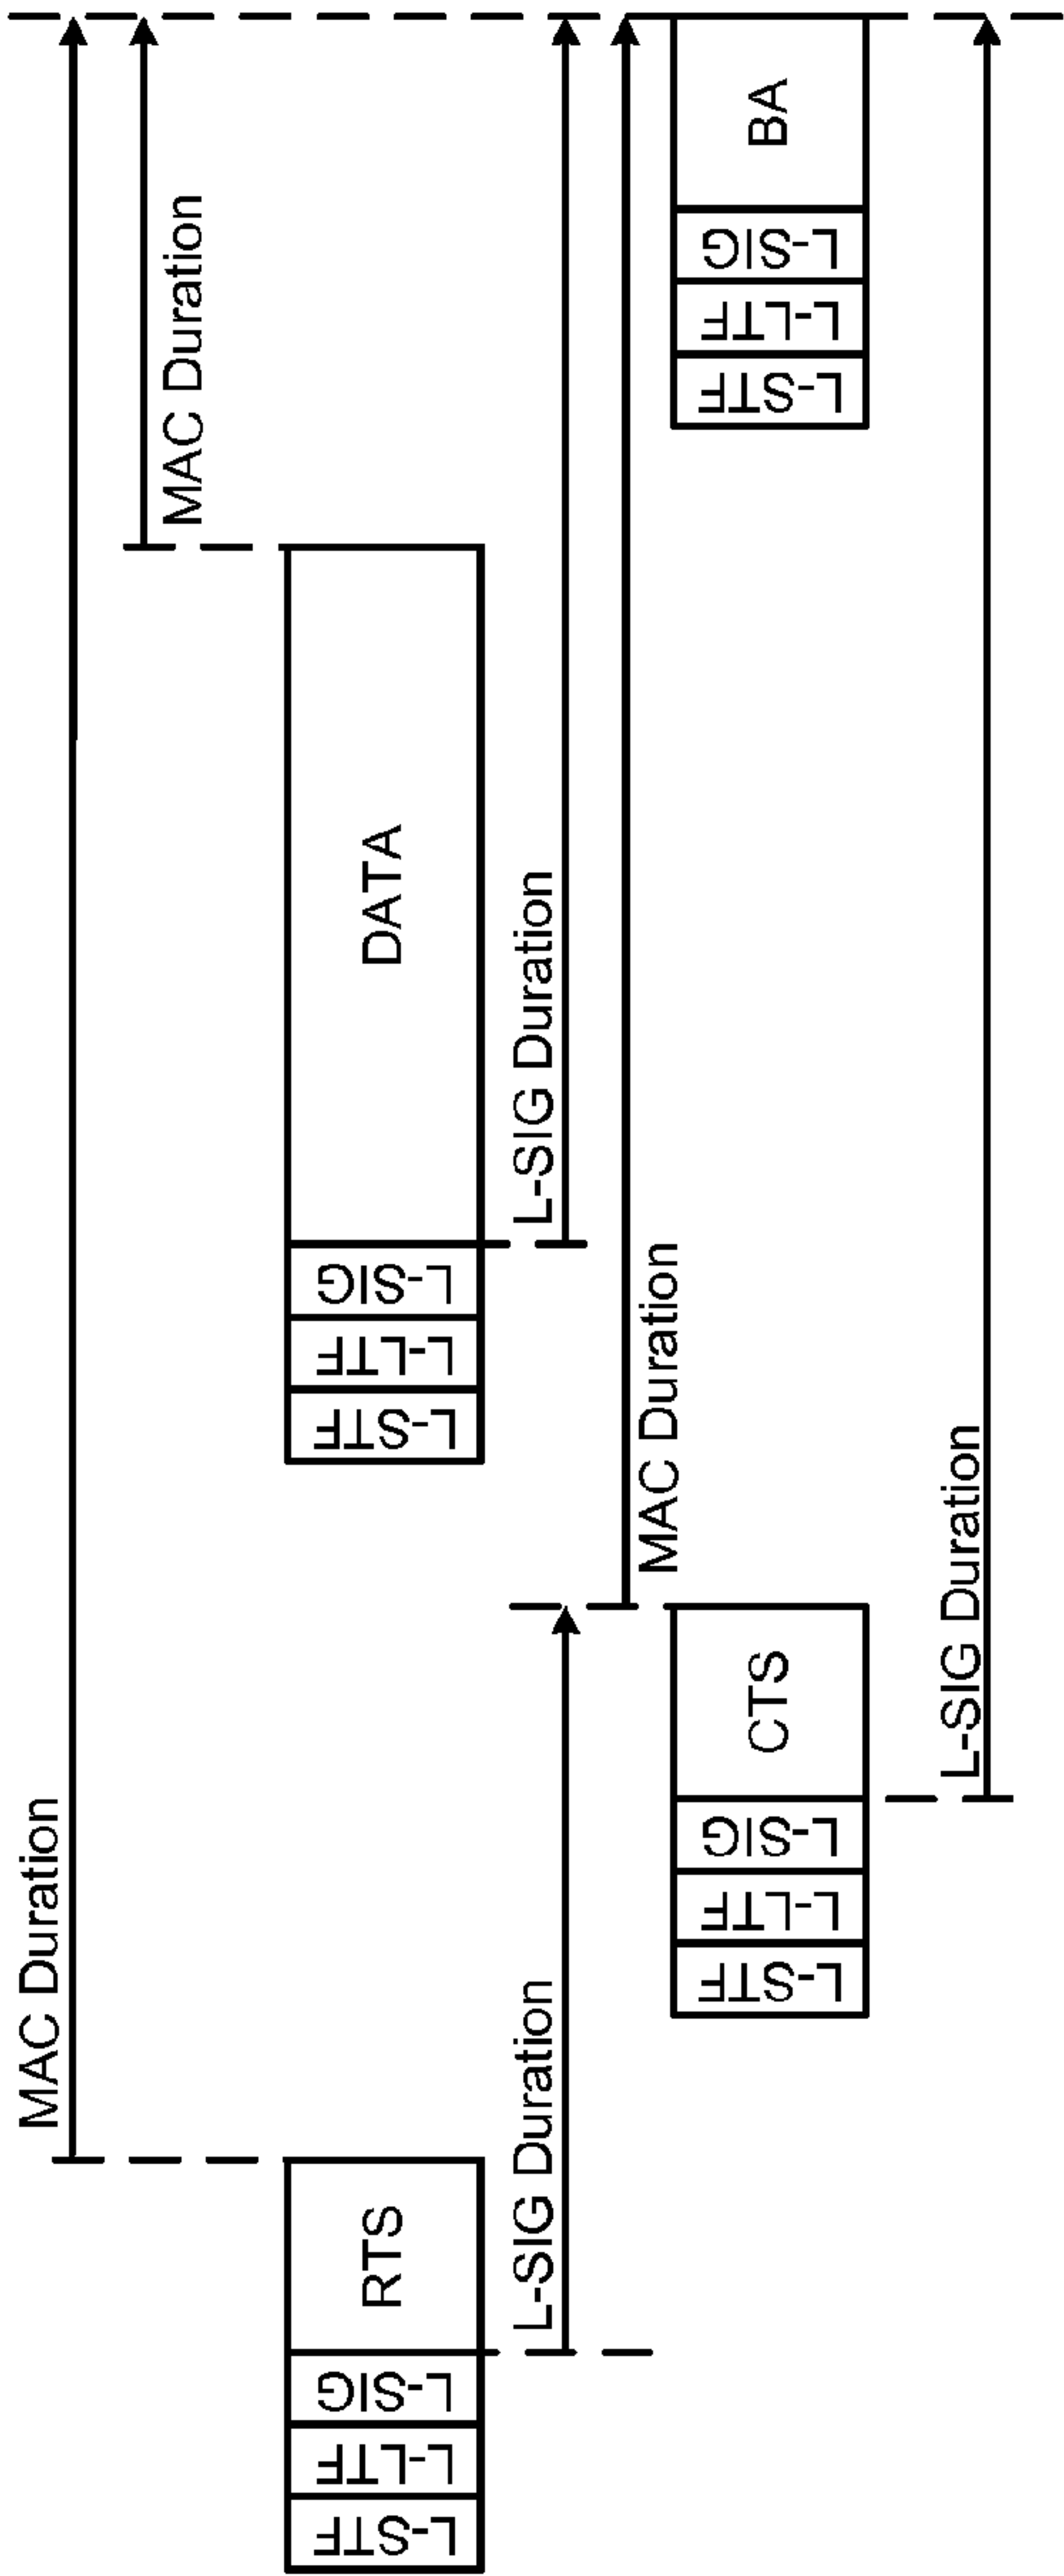 MAC Duration
MAC Duration
L-STF
L-LTF
L-SIG
RTS
L-STF
L-LTF
L-SIG
DATA
L-SIG Duration
L-SIG Duration
MAC Duration
L-STF
L-LTF
L-SIG
CTS
L-STF
L-LTF
L-SIG
BA
L-SIG Duration